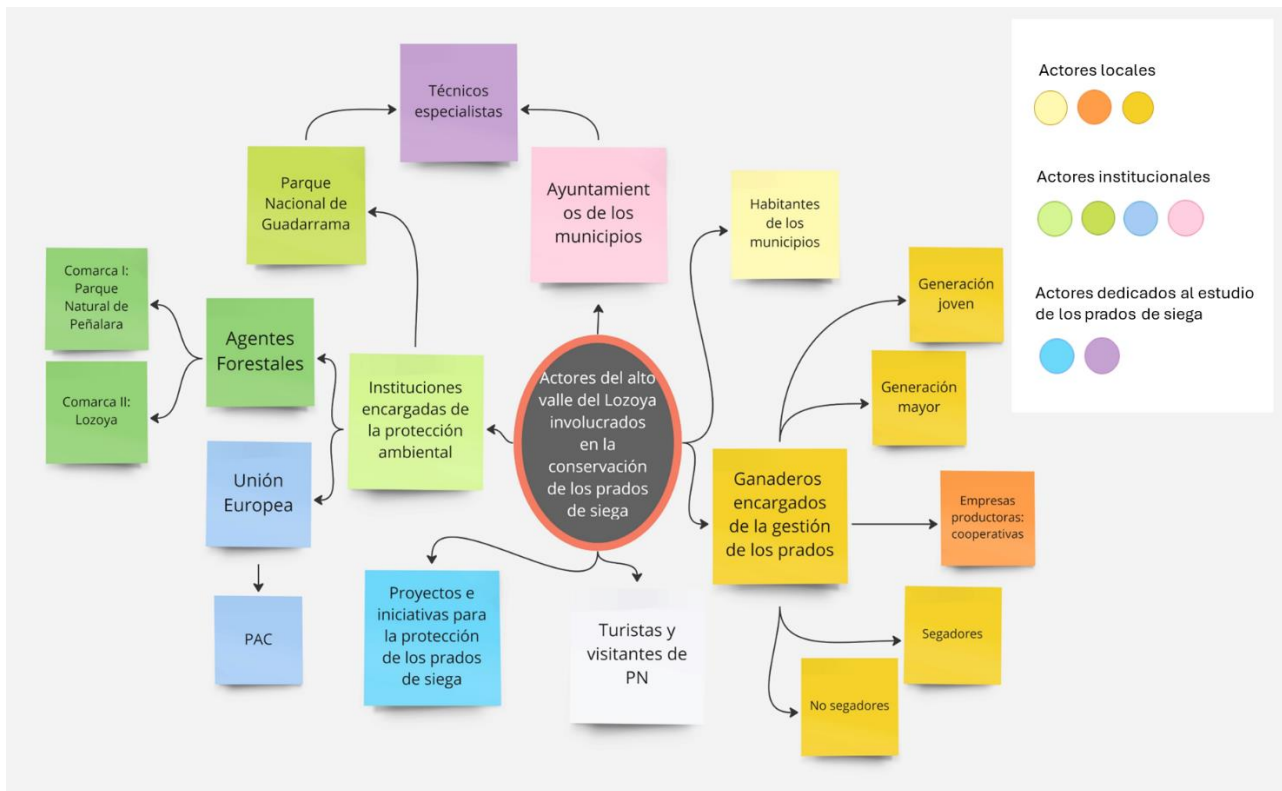 Técnicos
especialistas
Parque
Nacional de
Guadarrama
Ayuntamient
os de los
municipios
Habitantes
de los
municipios
Comarca I:
Parque
Natural de
Peñalara
Comarca II:
Lozoya
Agentes
Forestales
Instituciones
encargadas de
la protección
ambiental
Unión
Europea
PAC
Actores del alto
valle del Lozoya
involucrados
en la
conservación
de los prados
de siega
Generación
joven
Generación
mayor
Ganaderos
encargados
de la gestión
de los prados
Empresas
productoras:
cooperativas
Segadores
No segadores
Proyectos e
iniciativas para
la protección
de los prados
de siega
Turistas y
visitantes de
PN
Actores locales
Actores institucionales
Actores dedicados al estudio
de los prados de siega